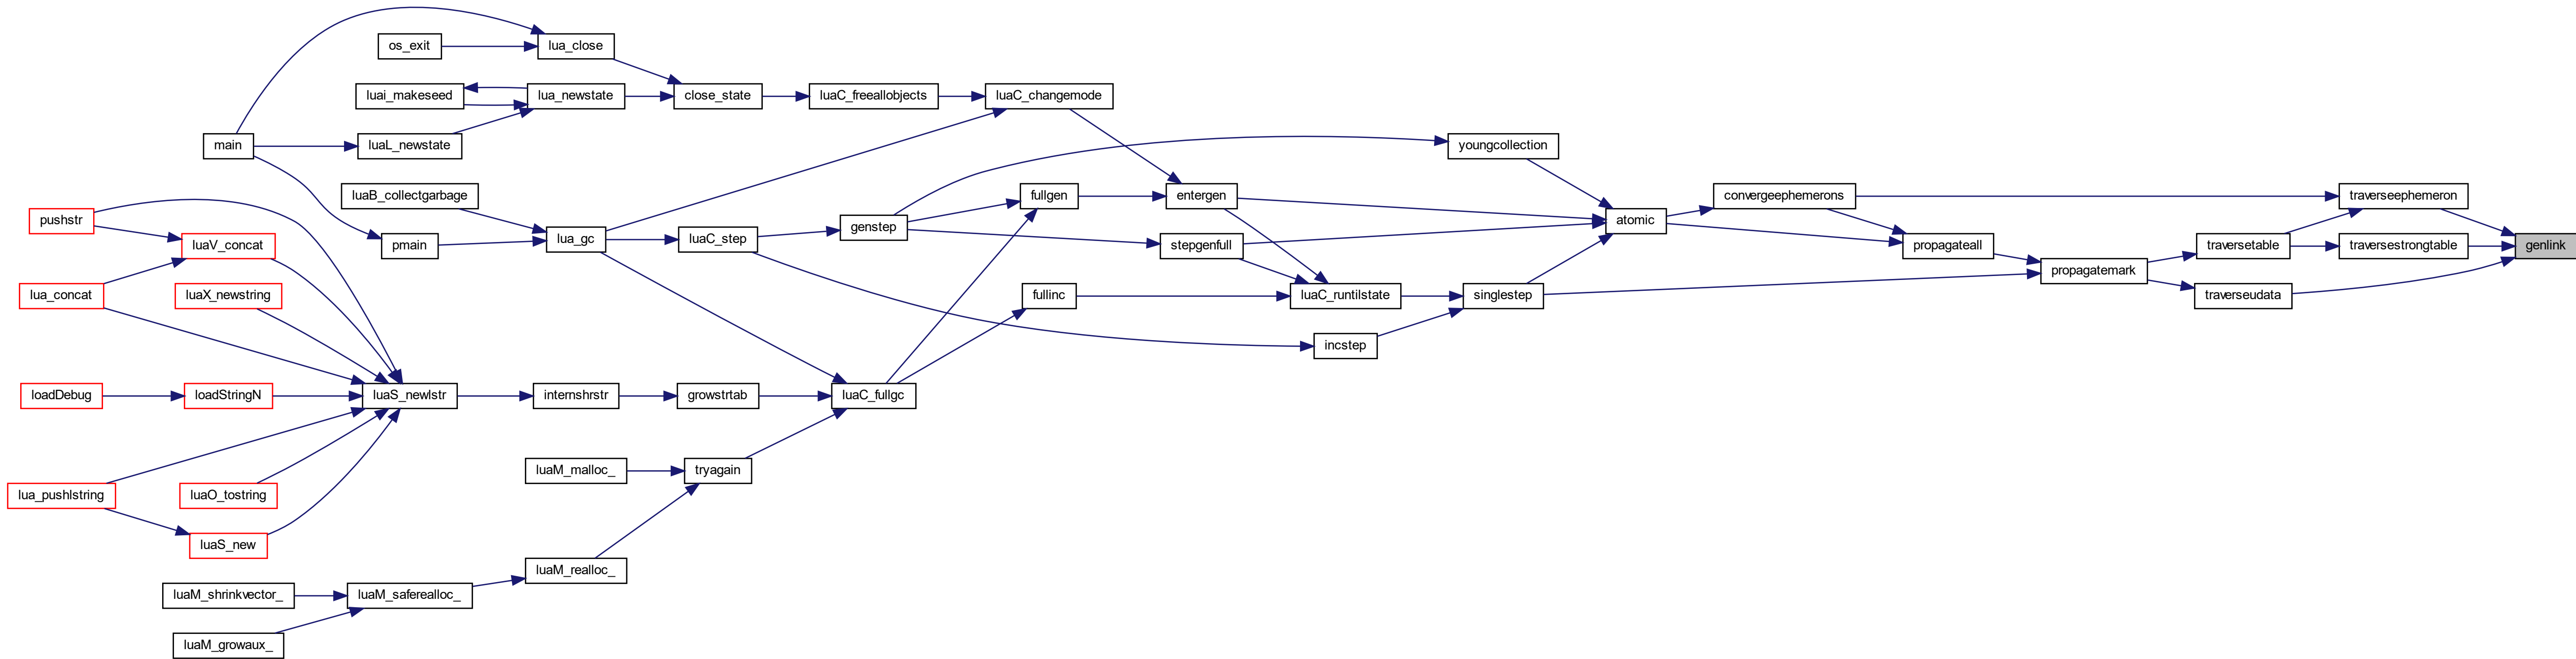 os_exit
lua_close
luai_makeseed
lua_newstate
close_state
luaC_freeallobjects
luaC_changemode
main
luaL_newstate
youngcollection
luaB_collectgarbage
fullgen
entergen
convergeephemerons
traverseephemeron
pushstr
luaV_concat
pmain
lua_gc
luaC_step
genstep
stepgenfull
atomic
propagateall
traversetable
traversestrongtable
genlink
propagatemark
lua_concat
luaX_newstring
fullinc
luaC_runtilstate
singlestep
traverseudata
incstep
loadDebug
loadStringN
luaS_newlstr
internshrstr
growstrtab
luaC_fullgc
luaM_malloc_
tryagain
lua_pushlstring
luaO_tostring
luaS_new
luaM_realloc_
luaM_shrinkvector_
luaM_saferealloc_
luaM_growaux_